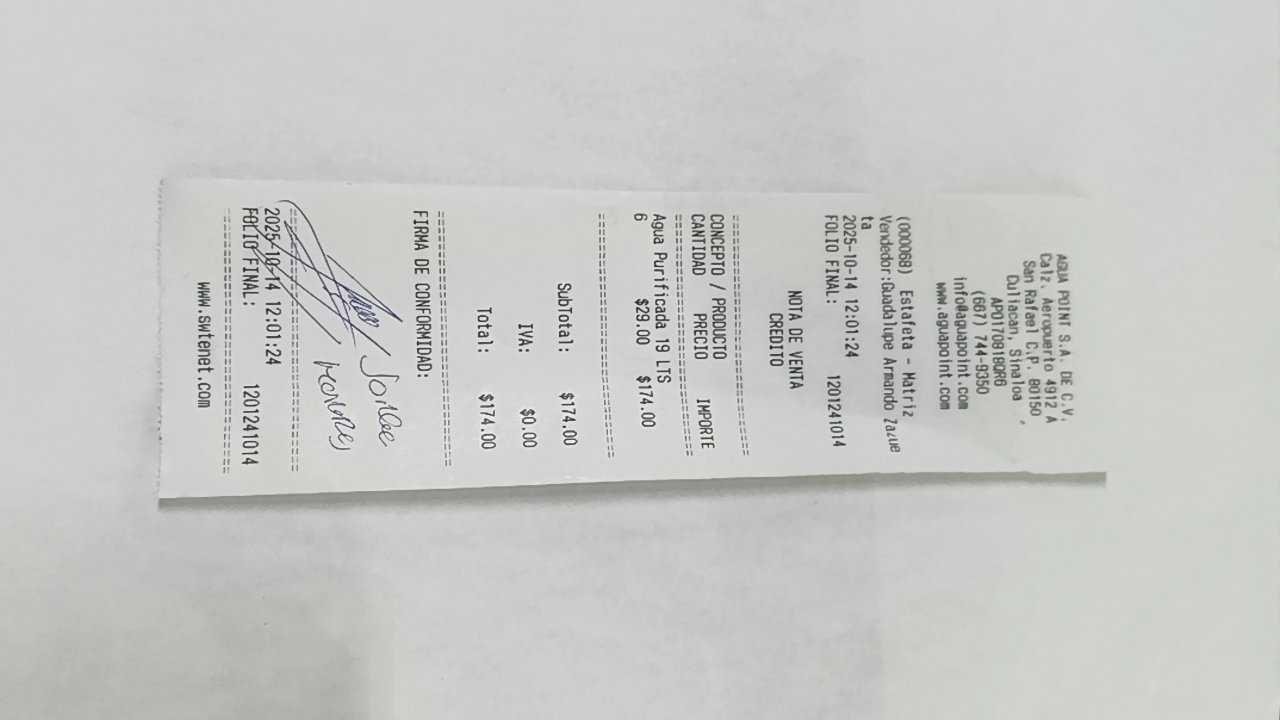 AGUA POINT S.A. DE C.V.
Calz. Aeropuerto 4912 A
San Rafael C.P. 80150
Culiacan, Sinaloa
AP0170818QR6
(667) 744-9350
info@aguapoint.com
www.aguapoint.com
(000068) Estafeta - Matriz
Vendedor:Guadalupe Armando Zazue
ta
2025-10-14 12:01:24
FOLIO FINAL: 1201241014
NOTA DE VENTA
CREDITO
=============================
CONCEPTO / PRODUCTO
CANTIDAD PRECIO IMPORTE
=============================
Agua Purificada 19 LTS
6 $29.00 $174.00
=============================
SubTotal: $174.00
IVA: $0.00
Total: $174.00
=============================
FIRMA DE CONFORMIDAD:
=============================
2025-10-14 12:01:24
FOLIO FINAL: 1201241014
=============================
www.swtenet.com